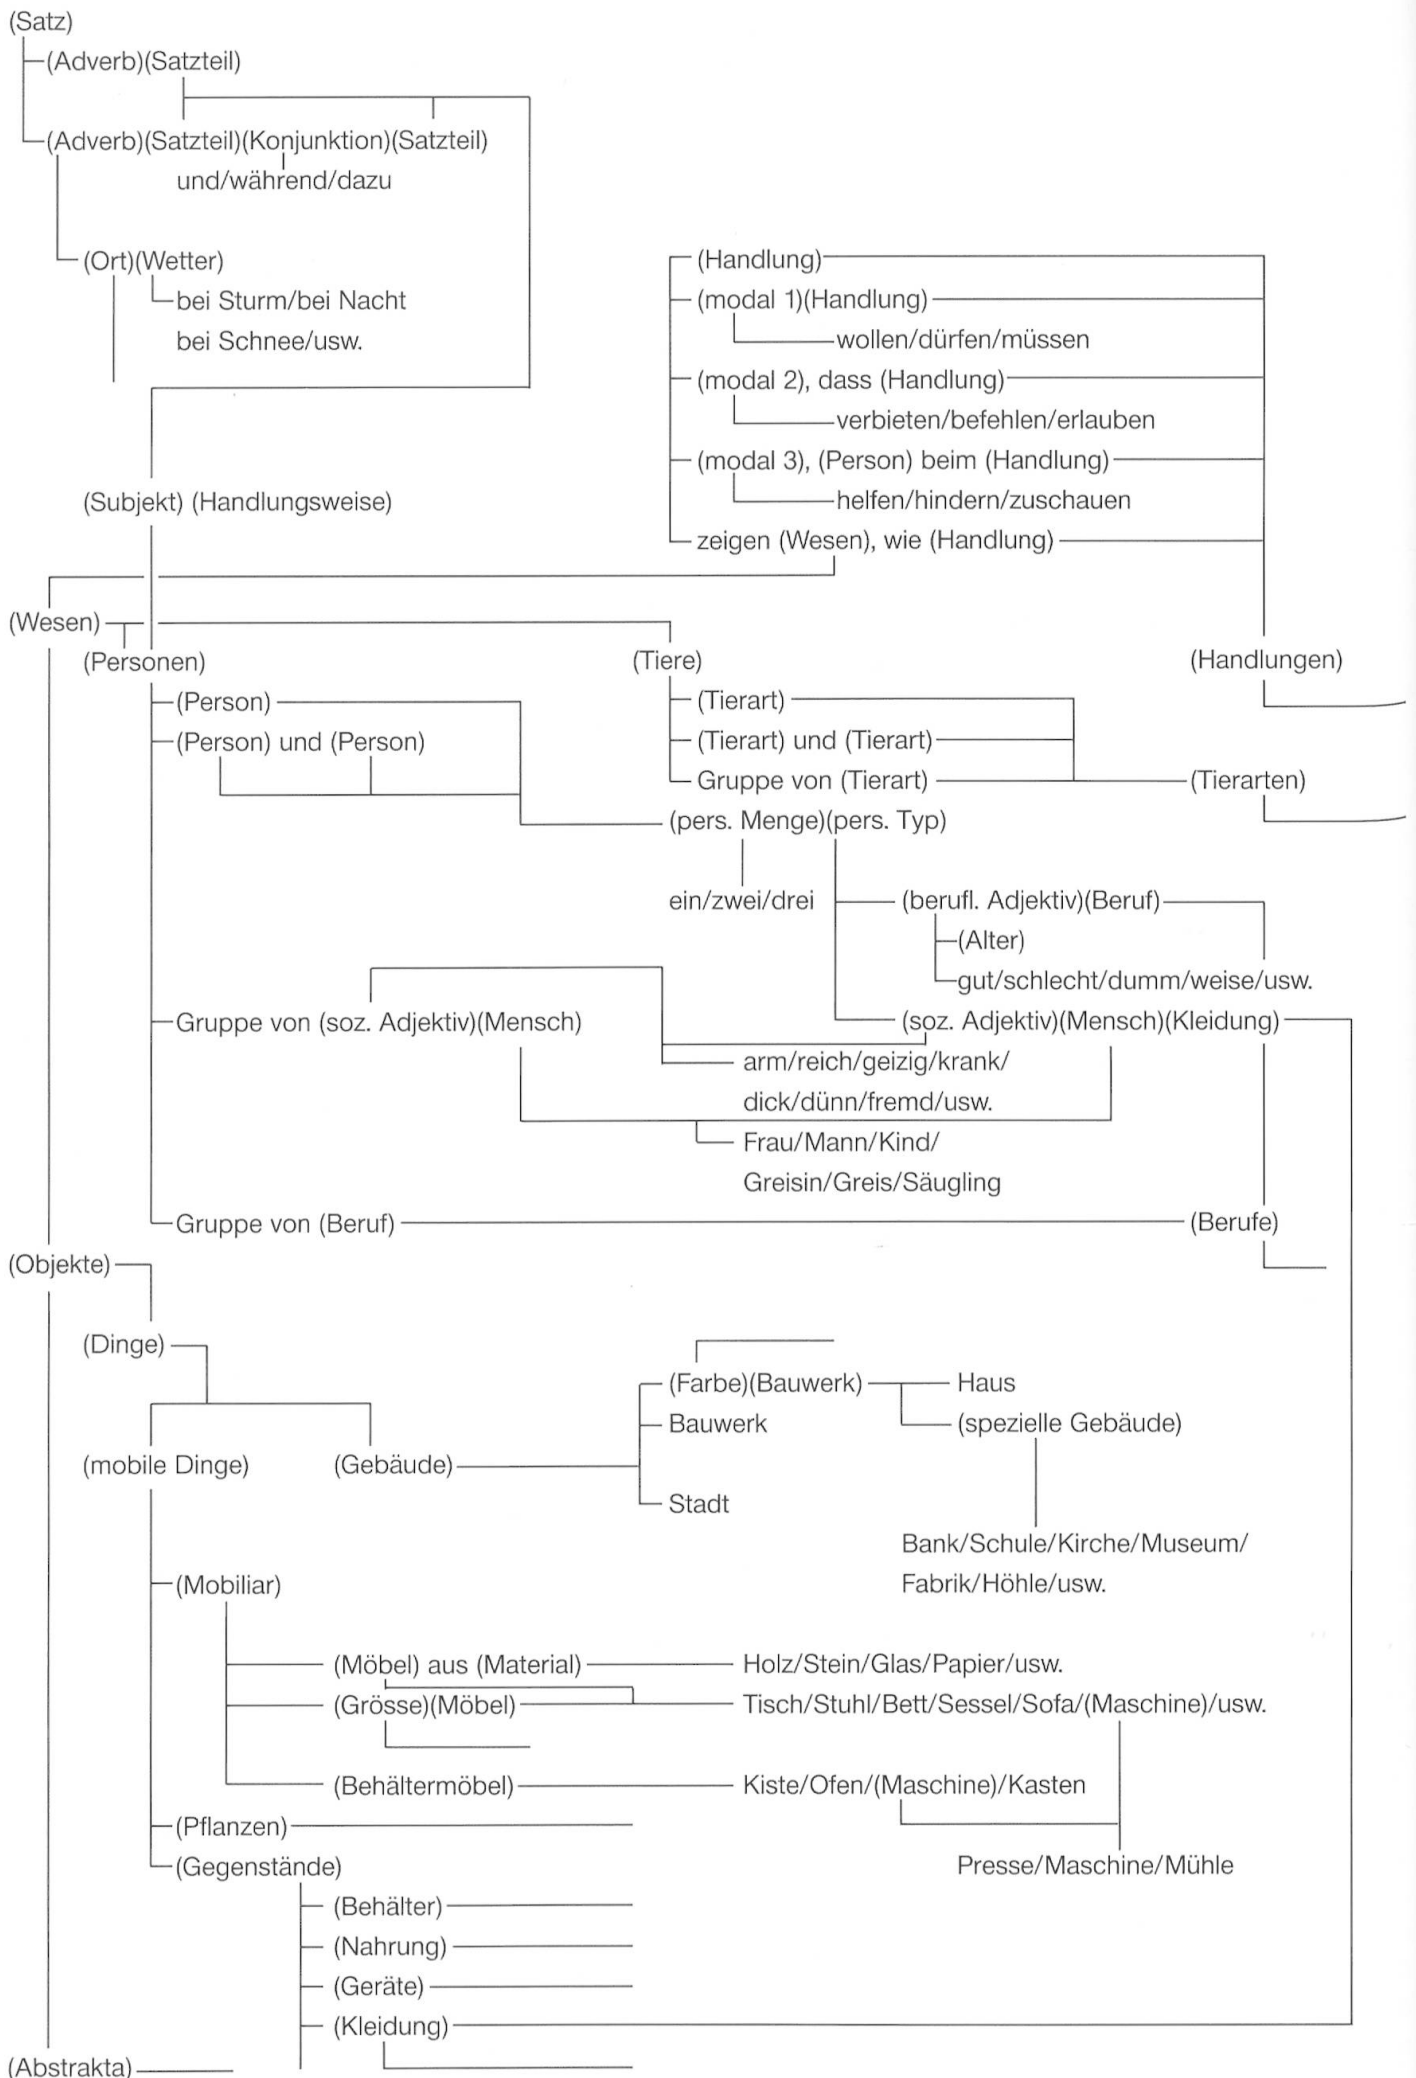 (Satz)
(Adverb)(Satzteil)
(Adverb)(Satzteil)(Konjunktion)(Satzteil)
und/während/dazu
(Ort)(Wetter)
bei Sturm/bei Nacht
bei Schnee/usw.
(Handlung)
(modal 1)(Handlung)
wollen/dürfen/müssen
(modal 2), dass (Handlung)
verbieten/befehlen/erlauben
(modal 3), (Person) beim (Handlung)
helfen/hindern/zuschauen
zeigen (Wesen), wie (Handlung)
(Subjekt) (Handlungsweise)
(Wesen)
(Personen)
(Tiere)
(Handlungen)
(Person)
(Person) und (Person)
(Tierart)
(Tierart) und (Tierart)
Gruppe von (Tierart)
(Tierarten)
(pers. Menge)(pers. Typ)
ein/zwei/drei
(berufl. Adjektiv)(Beruf)
(Alter)
gut/schlecht/dumm/weise/usw.
Gruppe von (soz. Adjektiv)(Mensch)
(soz. Adjektiv)(Mensch)(Kleidung)
arm/reich/geizig/krank/
dick/dünn/fremd/usw.
Frau/Mann/Kind/
Greisin/Greis/Säugling
Gruppe von (Beruf)
(Berufe)
(Objekte)
(Dinge)
(mobile Dinge)
(Gebäude)
(Farbe)(Bauwerk)
Haus
Bauwerk
(spezielle Gebäude)
Stadt
Bank/Schule/Kirche/Museum/
Fabrik/Höhle/usw.
(Mobiliar)
(Möbel) aus (Material)
Holz/Stein/Glas/Papier/usw.
(Grösse)(Möbel)
Tisch/Stuhl/Bett/Sessel/Sofa/(Maschine)/usw.
(Behältermöbel)
Kiste/Ofen/(Maschine)/Kasten
(Pflanzen)
(Gegenstände)
Presse/Maschine/Mühle
(Behälter)
(Nahrung)
(Geräte)
(Kleidung)
(Abstrakta)